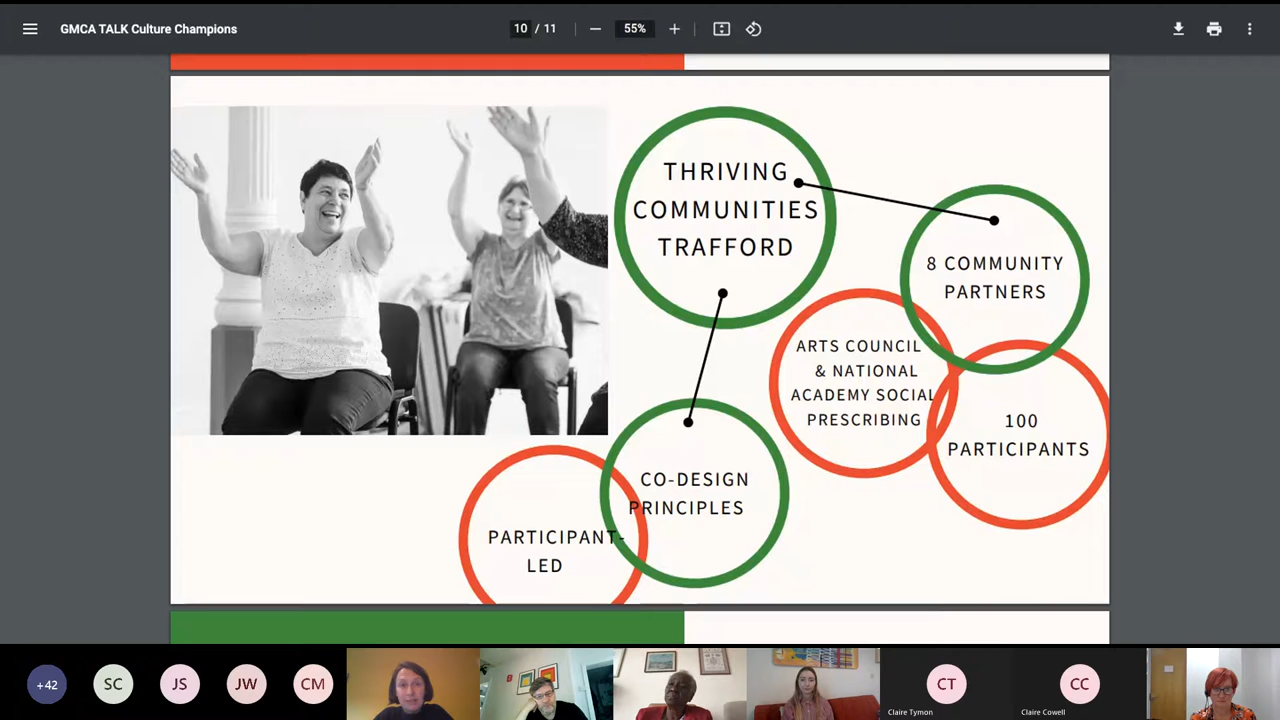 GMCA TALK Culture Champions
10 / 11
55%
THRIVING
COMMUNITIES
TRAFFORD
8 COMMUNITY
PARTNERS
ARTS COUNCIL
& NATIONAL
ACADEMY SOCIAL
PRESCRIBING
100
PARTICIPANTS
CO-DESIGN
PRINCIPLES
PARTICIPANT-
LED
+42
SC
JS
JW
CM
CT
Claire Tymon
CC
Claire Cowell